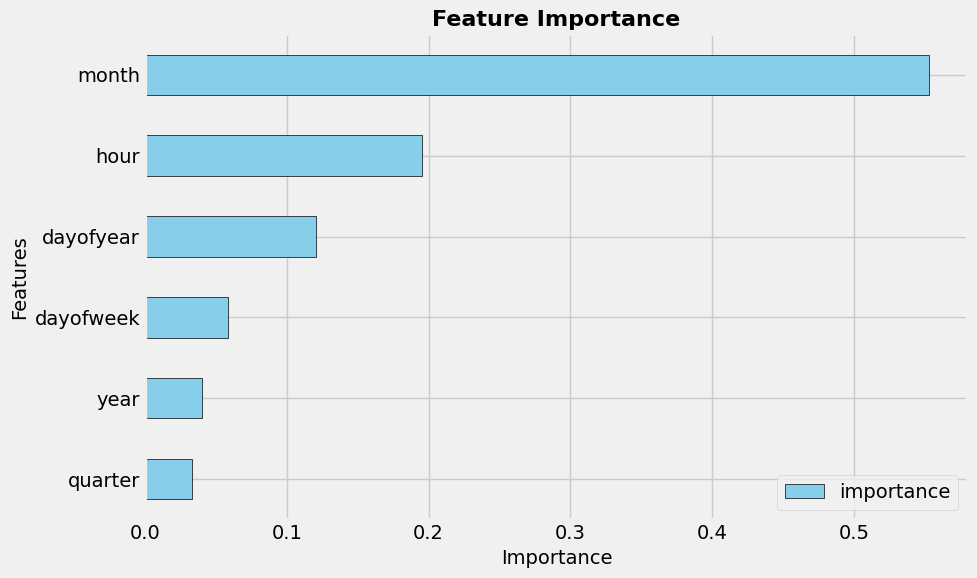 Feature Importance
month
hour
dayofyear
dayofweek
year
quarter
Features
importance
0.0 0.1 0.2 0.3 0.4 0.5
Importance